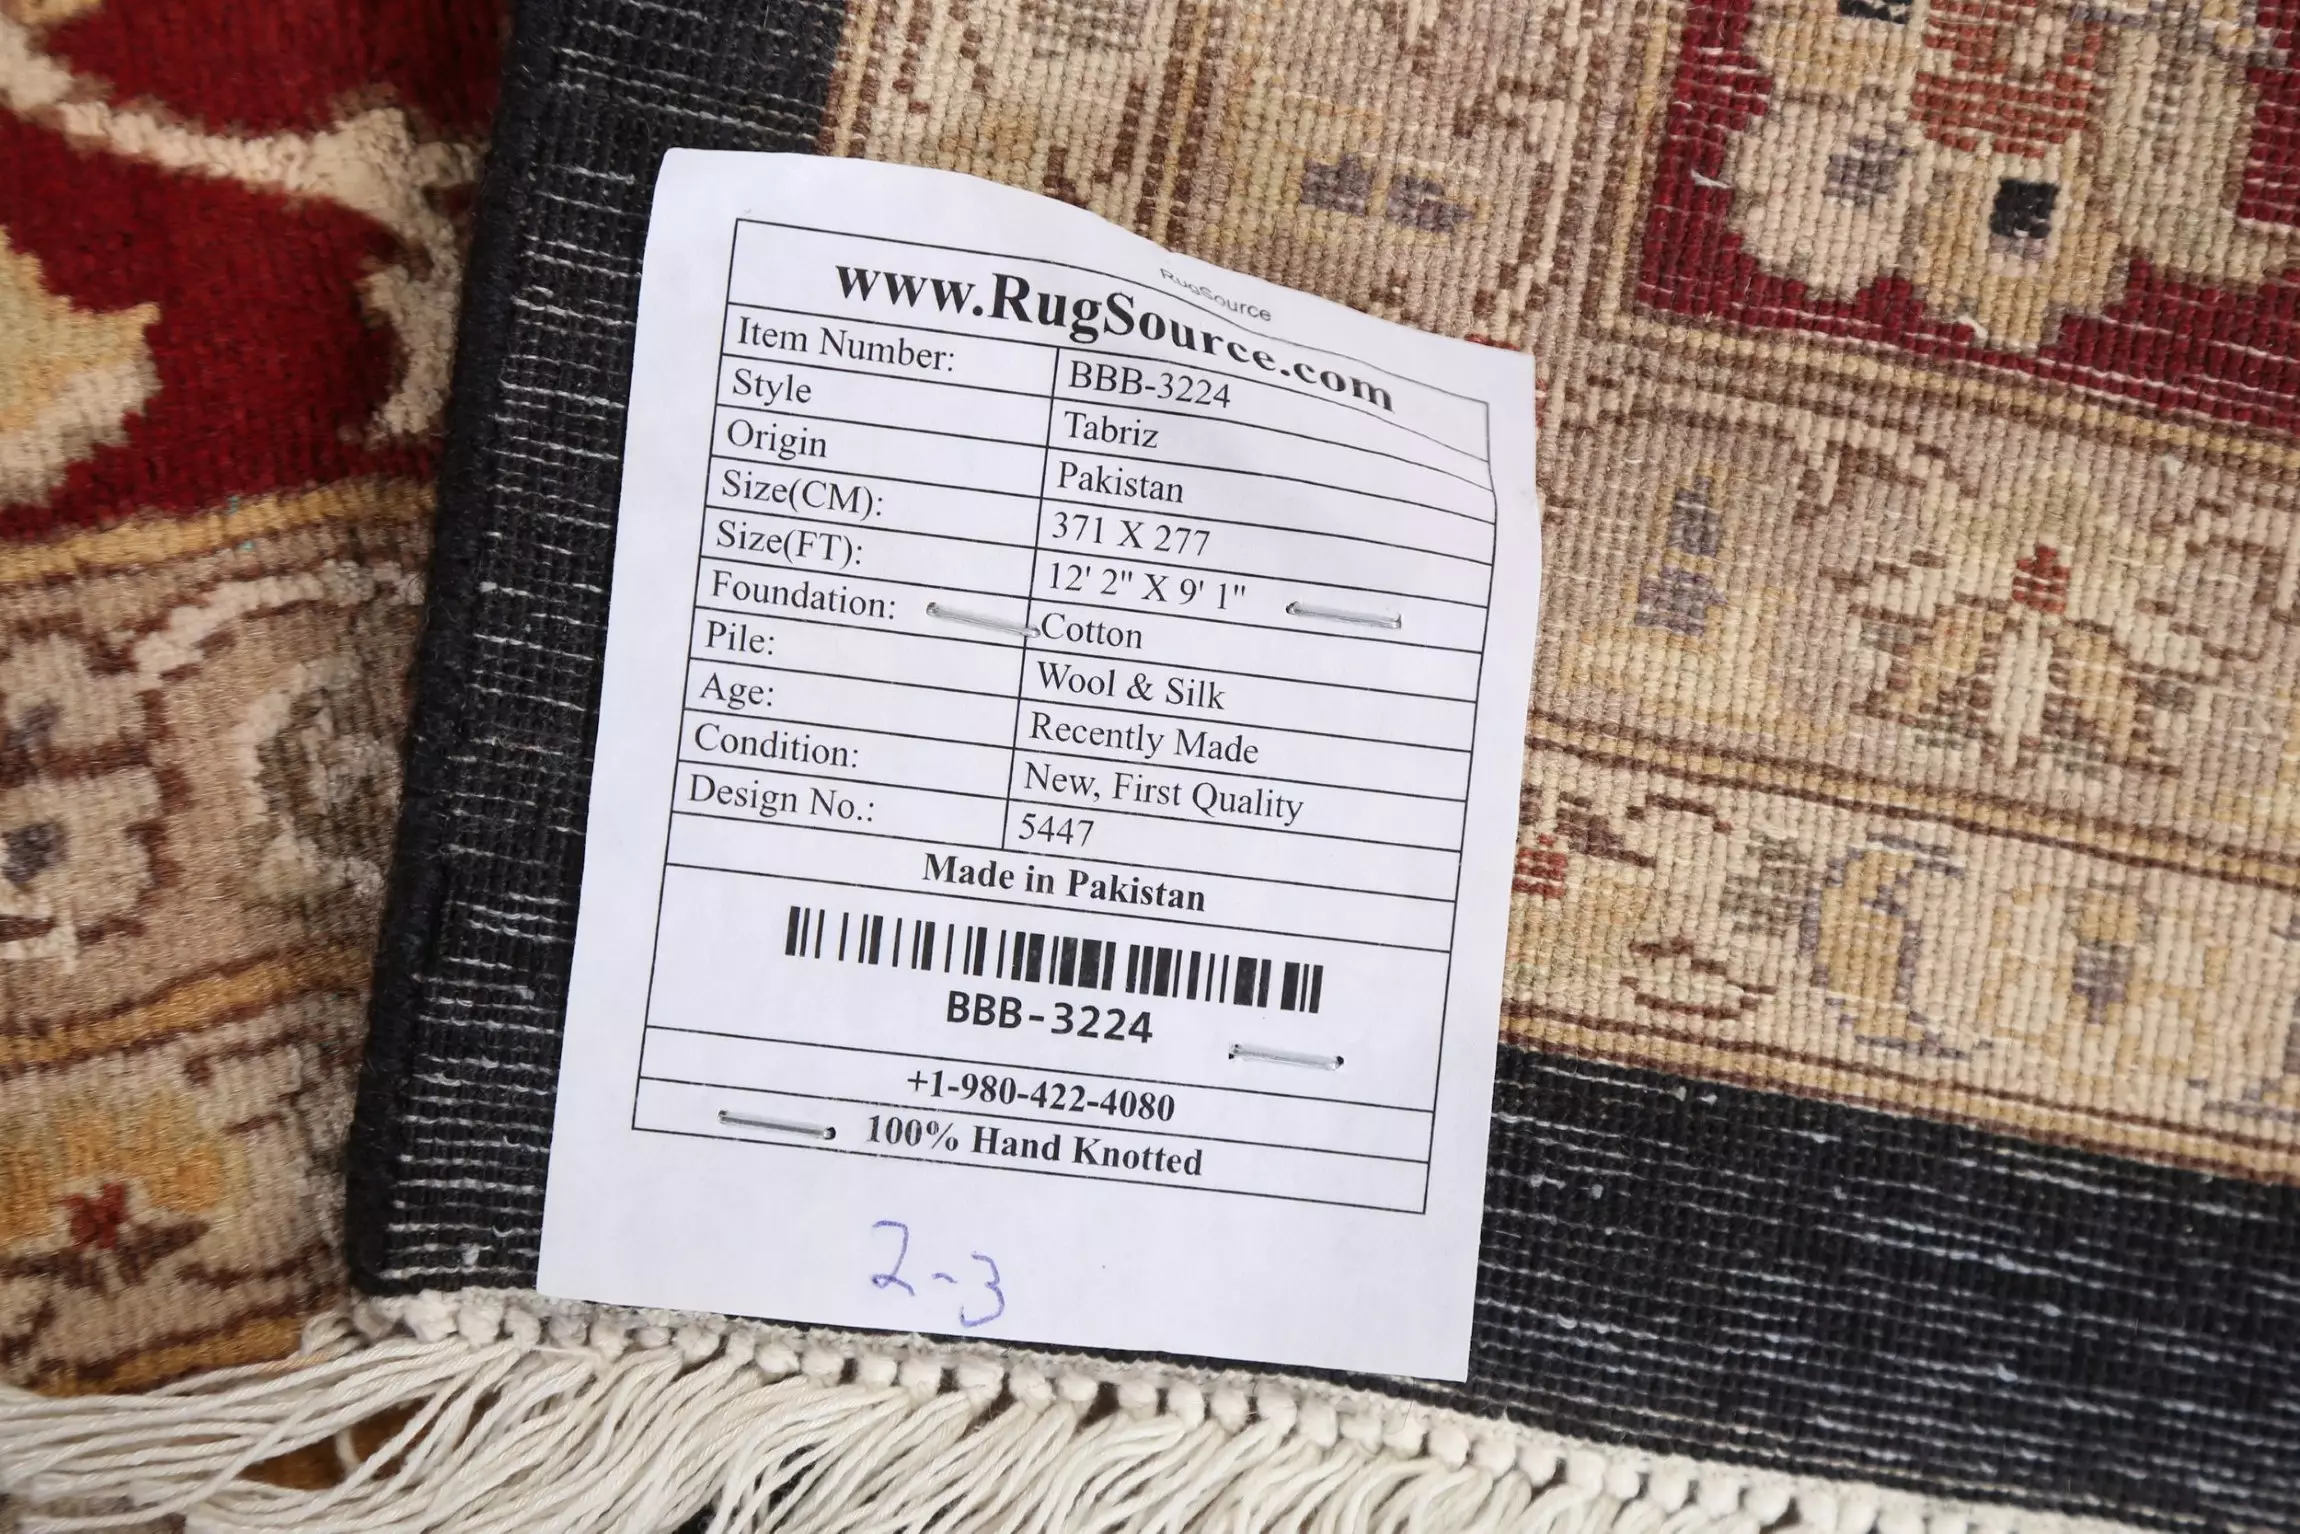 RugSource
www.RugSource.com
Item Number: BBB-3224
Style Tabriz
Origin Pakistan
Size(CM): 371 X 277
Size(FT): 12' 2" X 9' 1"
Foundation: Cotton
Pile: Wool & Silk
Age: Recently Made
Condition: New, First Quality
Design No.: 5447
Made in Pakistan
BBB-3224
+1-980-422-4080
100% Hand Knotted
2-3